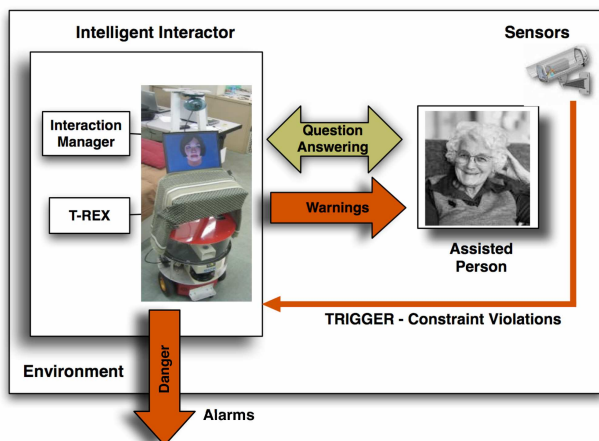 Intelligent Interactor
Sensors
Interaction
Manager
T-REX
Question
Answering
Warnings
Assisted
Person
TRIGGER - Constraint Violations
Environment
Danger
Alarms